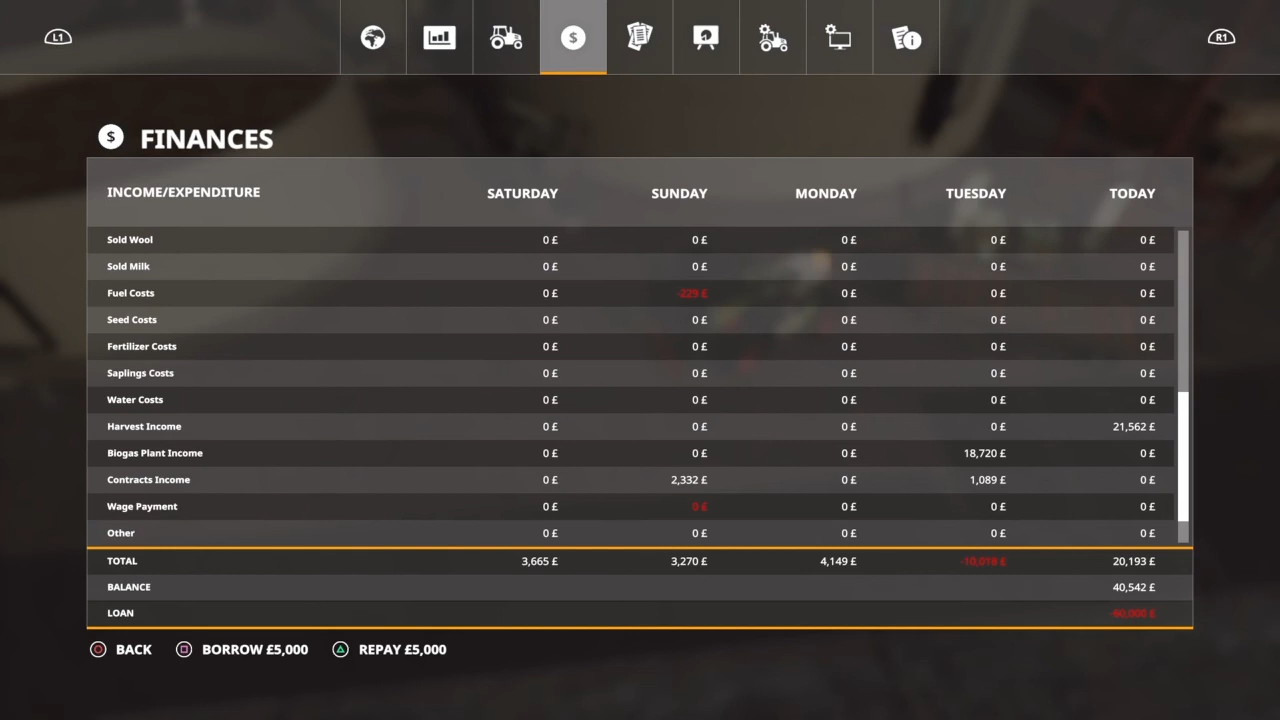 L1
$
R1
$ FINANCES
INCOME/EXPENDITURE SATURDAY SUNDAY MONDAY TUESDAY TODAY
Sold Wool 0 £ 0 £ 0 £ 0 £ 0 £
Sold Milk 0 £ 0 £ 0 £ 0 £ 0 £
Fuel Costs 0 £ -229 £ 0 £ 0 £ 0 £
Seed Costs 0 £ 0 £ 0 £ 0 £ 0 £
Fertilizer Costs 0 £ 0 £ 0 £ 0 £ 0 £
Saplings Costs 0 £ 0 £ 0 £ 0 £ 0 £
Water Costs 0 £ 0 £ 0 £ 0 £ 0 £
Harvest Income 0 £ 0 £ 0 £ 0 £ 21,562 £
Biogas Plant Income 0 £ 0 £ 0 £ 18,720 £ 0 £
Contracts Income 0 £ 2,332 £ 0 £ 1,089 £ 0 £
Wage Payment 0 £ 0 £ 0 £ 0 £ 0 £
Other 0 £ 0 £ 0 £ 0 £ 0 £
TOTAL 3,665 £ 3,270 £ 4,149 £ 20,193 £
BALANCE 40,542 £
LOAN
BACK BORROW £5,000 REPAY £5,000